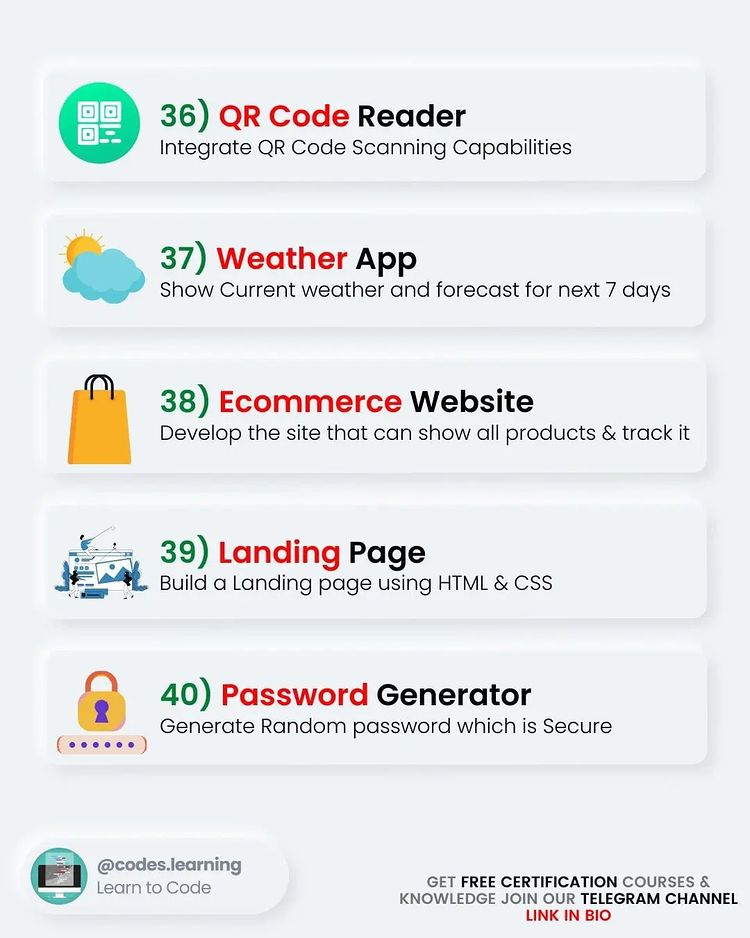 36) QR Code Reader
Integrate QR Code Scanning Capabilities
37) Weather App
Show Current weather and forecast for next 7 days
38) Ecommerce Website
Develop the site that can show all products & track it
39) Landing Page
Build a Landing page using HTML & CSS
40) Password Generator
Generate Random password which is Secure
@codes.learning
Learn to Code
GET FREE CERTIFICATION COURSES &
KNOWLEDGE JOIN OUR TELEGRAM CHANNEL
LINK IN BIO